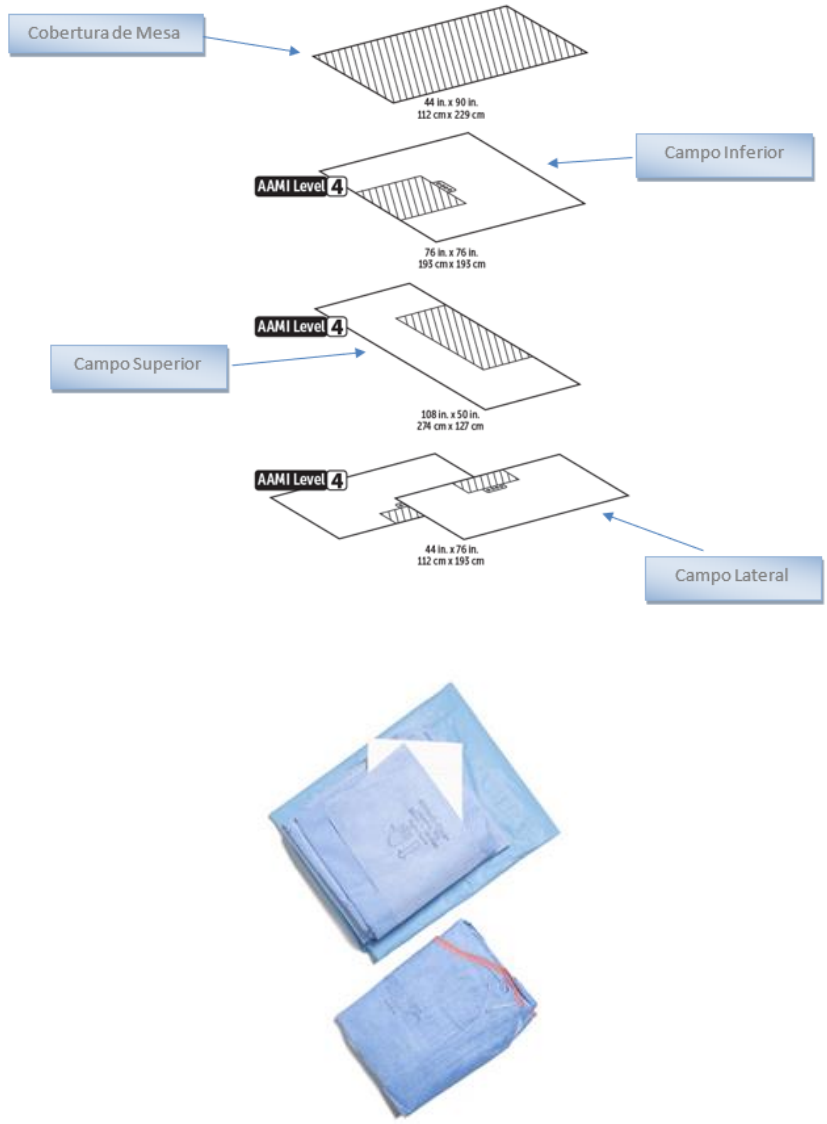 Cobertura de Mesa
44 in. x 90 in.
112 cm x 229 cm
Campo Inferior
AAMI Level 4
76 in. x 76 in.
193 cm x 193 cm
AAMI Level 4
Campo Superior
108 in. x 50 in.
274 cm x 127 cm
AAMI Level 4
44 in. x 76 in.
112 cm x 193 cm
Campo Lateral